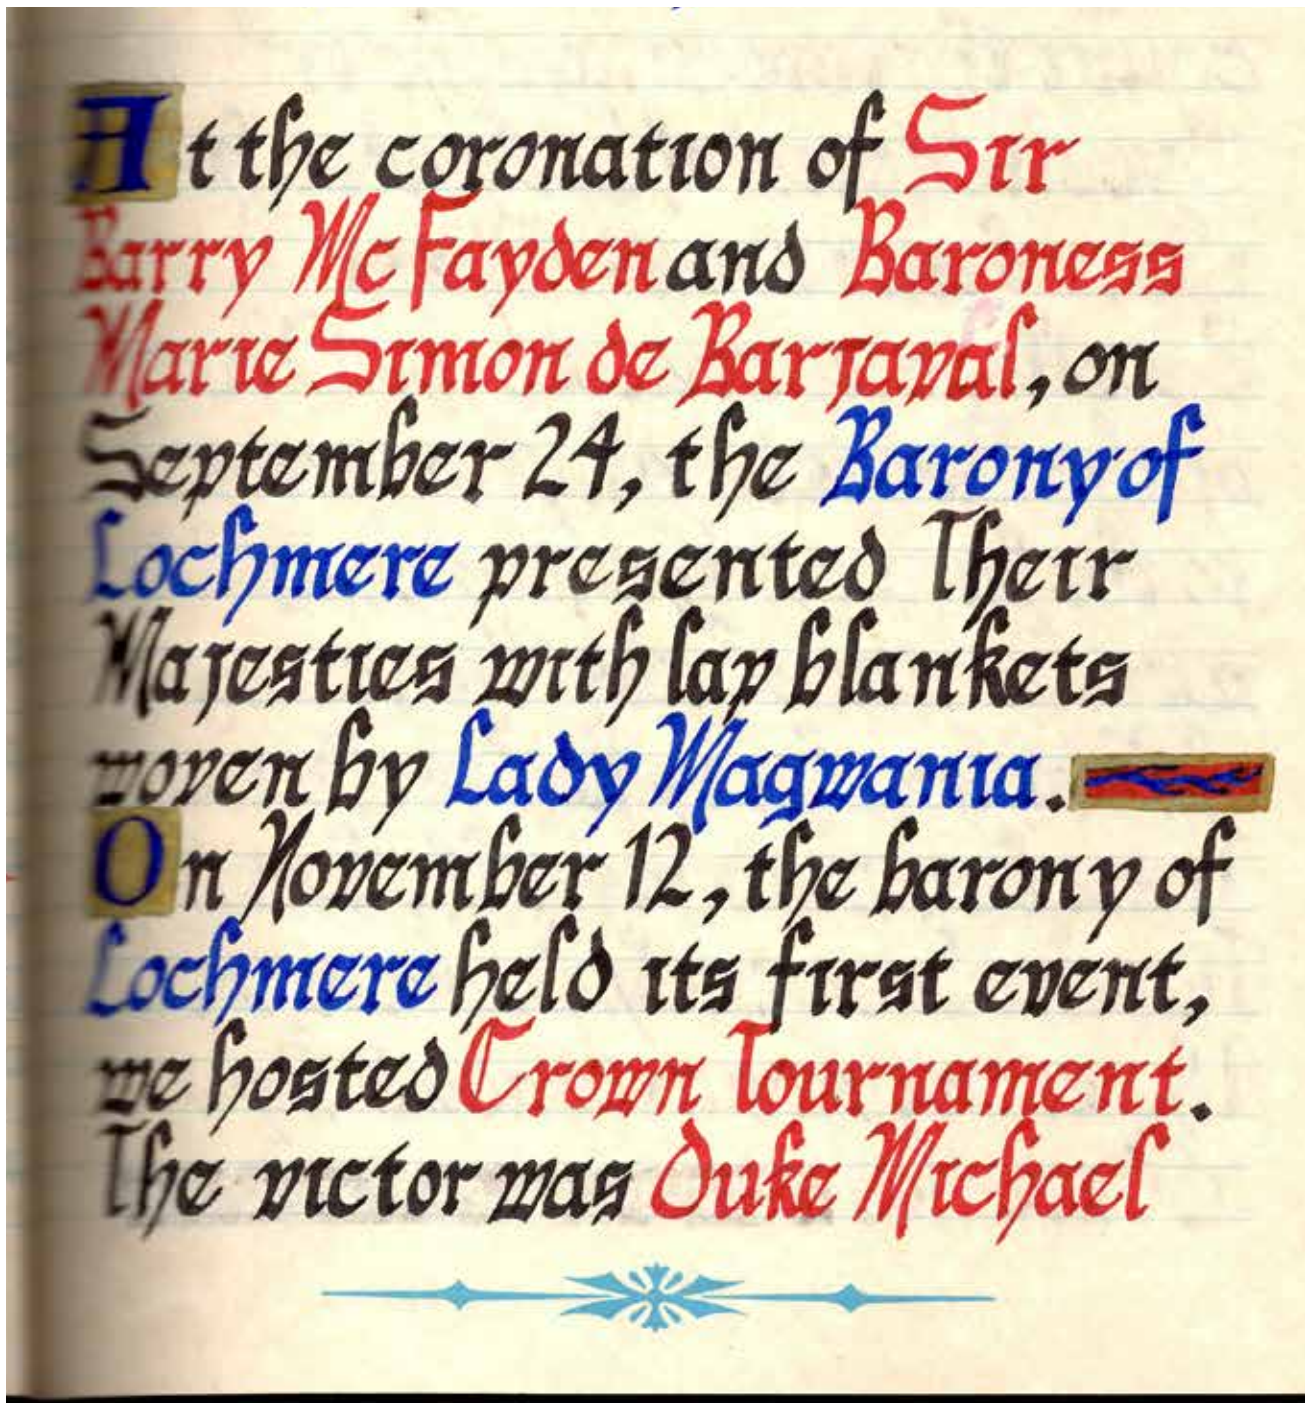 At the coronation of Sir
Barry McFayden and Baroness
Marie Simon de Barjaval, on
September 24, the Barony of
Lochmere presented Their
Majesties with lap blankets
woven by Lady Magwania.
On November 12, the barony of
Lochmere held its first event,
we hosted Crown Tournament.
The victor was Duke Michael